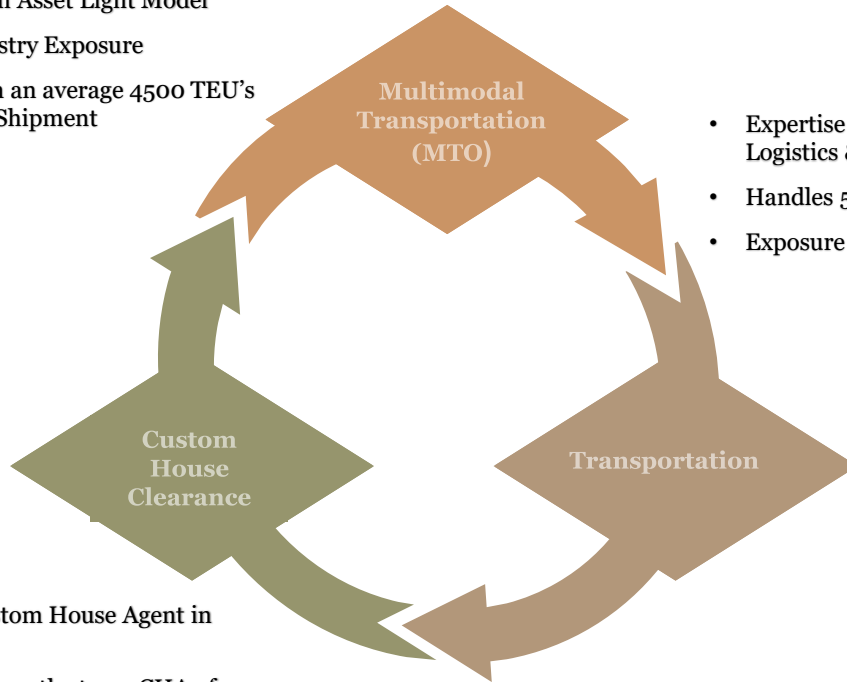 Asset Light Model
Exposure
an average 4500 TEU’s
Shipment
Multimodal
Transportation
(MTO)
• Expertise
Logistics
• Handles
• Exposure
Custom
House
Clearance
Transportation
House Agent in